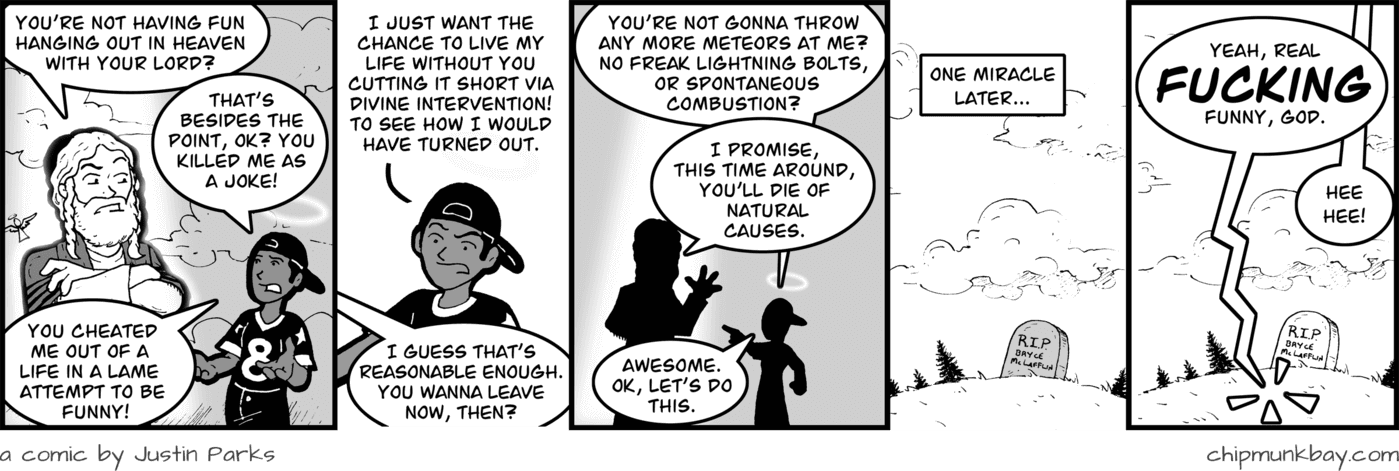 YOU'RE NOT HAVING FUN
HANGING OUT IN HEAVEN
WITH YOUR LORD?
THAT'S
BESIDES THE
POINT, OK? YOU
KILLED ME AS
A JOKE!
YOU CHEATED
ME OUT OF A
LIFE IN A LAME
ATTEMPT TO BE
FUNNY!
8
I JUST WANT THE
CHANCE TO LIVE MY
LIFE WITHOUT YOU
CUTTING IT SHORT VIA
DIVINE INTERVENTION!
TO SEE HOW I WOULD
HAVE TURNED OUT.
I GUESS THAT'S
REASONABLE ENOUGH.
YOU WANNA LEAVE
NOW, THEN?
YOU'RE NOT GONNA THROW
ANY MORE METEORS AT ME?
NO FREAK LIGHTNING BOLTS,
OR SPONTANEOUS
COMBUSTION?
I PROMISE,
THIS TIME AROUND,
YOU'LL DIE OF
NATURAL
CAUSES.
AWESOME.
OK, LET'S DO
THIS.
ONE MIRACLE
LATER...
R.I.P
BRYCE
McLAFFLIN
YEAH, REAL
FUCKING
FUNNY, GOD.
HEE
HEE!
R.I.P
BRYCE
McLAFFLIN
a comic by Justin Parks
chipmunkbay.com